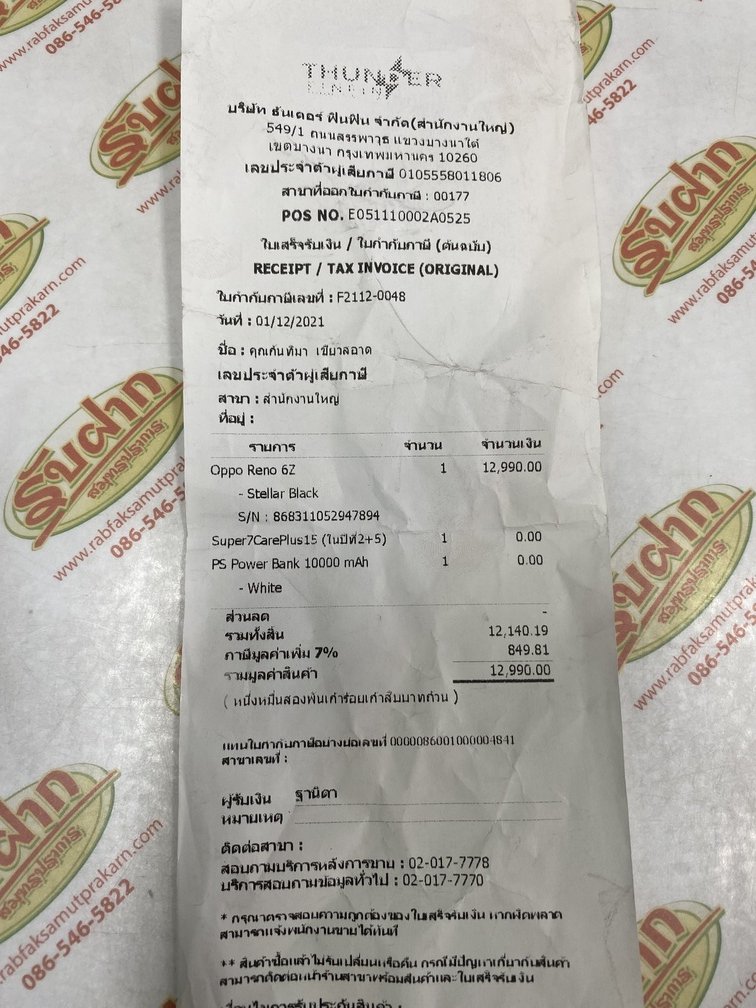 THUNDER
FINFIN
บริษัท ธันเดอร์ ฟินฟิน จำกัด(สำนักงานใหญ่)
549/1 ถนนสรรพาวุธ แขวงบางนาใต้
เขตบางนา กรุงเทพมหานคร 10260
เลขประจำตัวผู้เสียภาษี 0105558011806
สาขาที่ออกใบกำกับภาษี : 00177
POS NO. E051110002A0525
ใบเสร็จรับเงิน / ใบกำกับภาษี (ต้นฉบับ)
RECEIPT / TAX INVOICE (ORIGINAL)
ใบกำกับภาษีเลขที่ : F2112-0048
วันที่ : 01/12/2021
ชื่อ : คุณกันทิมา เขียวลอาด
เลขประจำตัวผู้เสียภาษี
สาขา : สำนักงานใหญ่
ที่อยู่ :
รายการ จำนวน จำนวนเงิน
Oppo Reno 6Z 1 12,990.00
- Stellar Black
S/N : 868311052947894
Super7CarePlus15 (ในปีที่2+5) 1 0.00
PS Power Bank 10000 mAh 1 0.00
- White
ส่วนลด -
รวมทั้งสิ้น 12,140.19
ภาษีมูลค่าเพิ่ม 7% 849.81
รวมมูลค่าสินค้า 12,990.00
( หนึ่งหมื่นสองพันเก้าร้อยเก้าสิบบาทถ้วน )
แทนใบกำกับภาษีอย่างย่อเลขที่ 000008600100004841
สาขาเลขที่ :
ผู้รับเงิน ฐานิดา
หมายเหตุ
ติดต่อสาขา :
สอบถามบริการหลังการขาย : 02-017-7778
บริการสอบถามข้อมูลทั่วไป : 02-017-7770
* กรุณาตรวจสอบความถูกต้องของใบเสร็จรับเงิน หากผิดพลาด
สามารถแจ้งพนักงานขายได้ทันที
** สินค้าซื้อแล้วไม่รับเปลี่ยนหรือคืน กรณีมีปัญหาเกี่ยวกับสินค้า
สามารถติดต่อหน้าร้านสาขาพร้อมสินค้าและใบเสร็จรับเงิน
เงื่อนไขการรับประกันสินค้า :
รับฝาก
สมุทรปราการ
www.rabfaksamutprakarn.com
086-546-5822